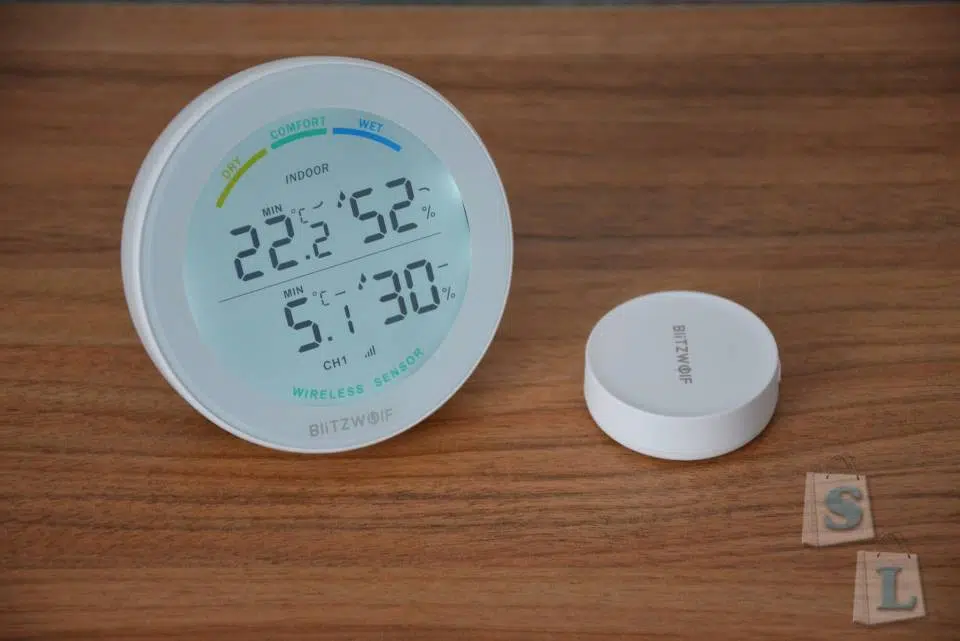 DRY COMFORT WET
INDOOR
MIN
22.2 °C 52 %
MIN
5.1 °C 30 %
CH1
WIRELESS SENSOR
BliTZWOlF
BliTZWOlF
S
L